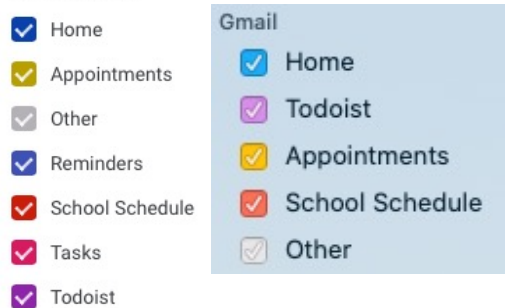 Home
Appointments
Other
Reminders
School Schedule
Tasks
Todoist
Gmail
Home
Todoist
Appointments
School Schedule
Other